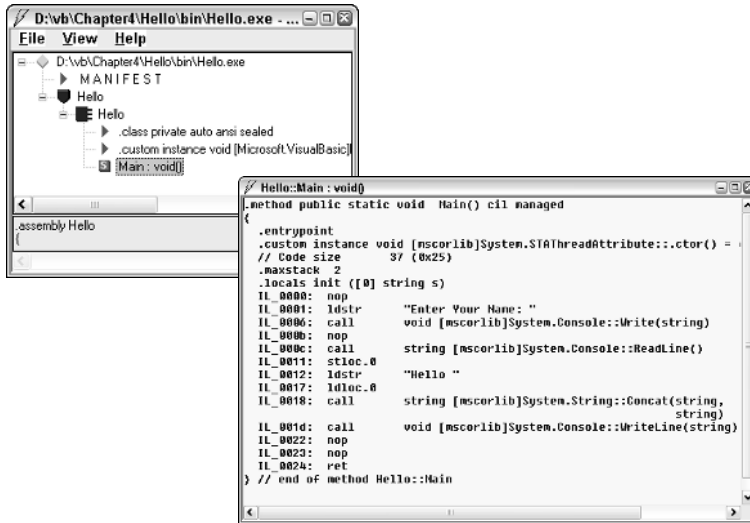 D:\vb\Chapter4\Hello\bin\Hello.exe - ...
File View Help
D:\vb\Chapter4\Hello\bin\Hello.exe
MANIFEST
Hello
Hello
.class private auto ansi sealed
.custom instance void [Microsoft.VisualBasic]
Main : void()
.assembly Hello
{
Hello::Main : void()
.method public static void Main() cil managed
{
.entrypoint
.custom instance void [mscorlib]System.STAThreadAttribute::.ctor() =
// Code size 37 (0x25)
.maxstack 2
.locals init ([0] string s)
IL_0000: nop
IL_0001: ldstr "Enter Your Name: "
IL_0006: call void [mscorlib]System.Console::Write(string)
IL_000b: nop
IL_000c: call string [mscorlib]System.Console::ReadLine()
IL_0011: stloc.0
IL_0012: ldstr "Hello "
IL_0017: ldloc.0
IL_0018: call string [mscorlib]System.String::Concat(string,
string)
IL_001d: call void [mscorlib]System.Console::WriteLine(string)
IL_0022: nop
IL_0023: nop
IL_0024: ret
} // end of method Hello::Main